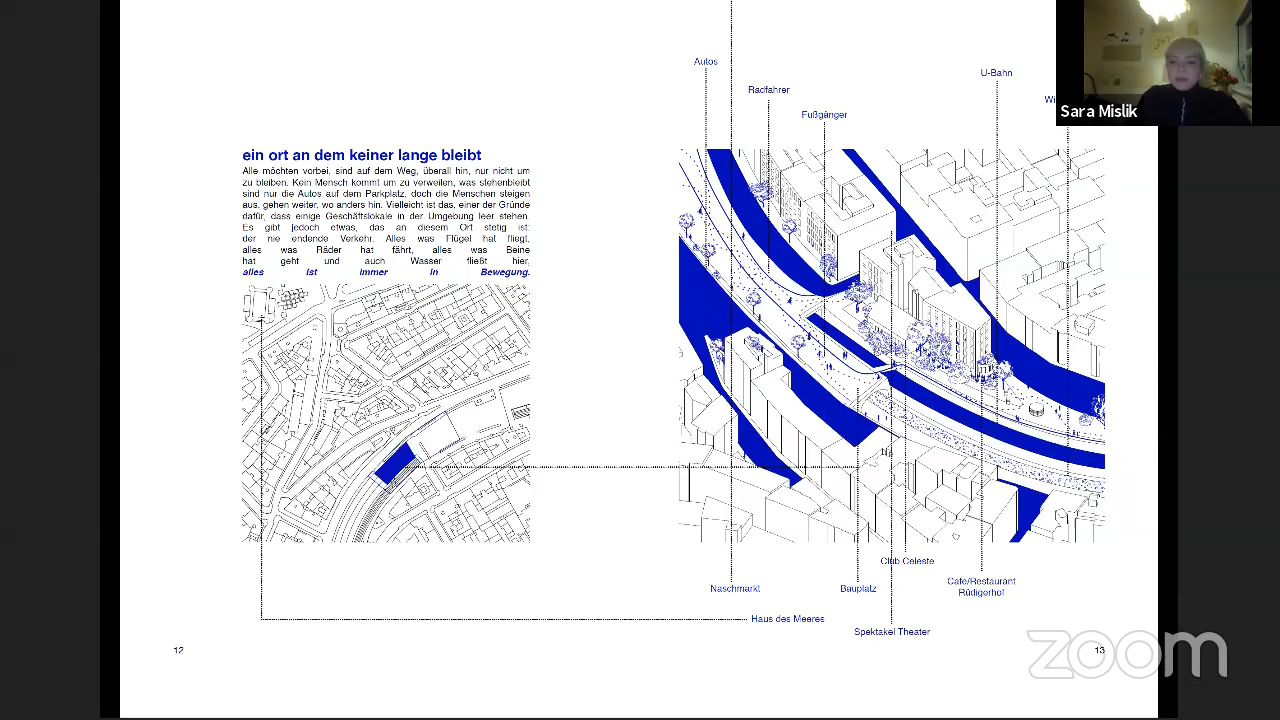 Autos
Radfahrer
Fußgänger
U-Bahn
Sara Mislik
ein ort an dem keiner lange bleibt
Alle möchten vorbei, sind auf dem Weg, überall hin, nur nicht um
zu bleiben. Kein Mensch kommt um zu verweilen, was stehenbleibt
sind nur die Autos auf dem Parkplatz, doch die Menschen steigen
aus, gehen weiter, wo anders hin. Vielleicht ist das, einer der Gründe
dafür, dass einige Geschäftslokale in der Umgebung leer stehen.
Es gibt jedoch etwas, das an diesem Ort stetig ist:
der nie endende Verkehr. Alles was Flügel hat fliegt,
alles was Räder hat fährt, alles was Beine
hat geht und auch Wasser fließt hier,
alles ist immer in Bewegung.
Club Celeste
Naschmarkt
Bauplatz
Cafe/Restaurant
Rüdigerhof
Haus des Meeres
Spektakel Theater
12
13
zoom